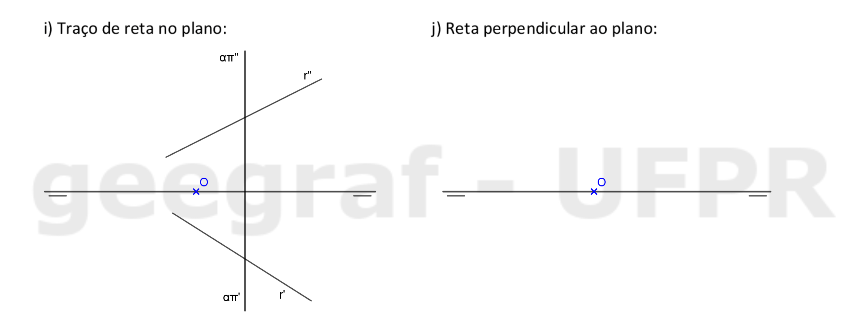 i) Traço de reta no plano:
j) Reta perpendicular ao plano:
απ"
r"
geegraf - UFPR
O
O
απ'
r'